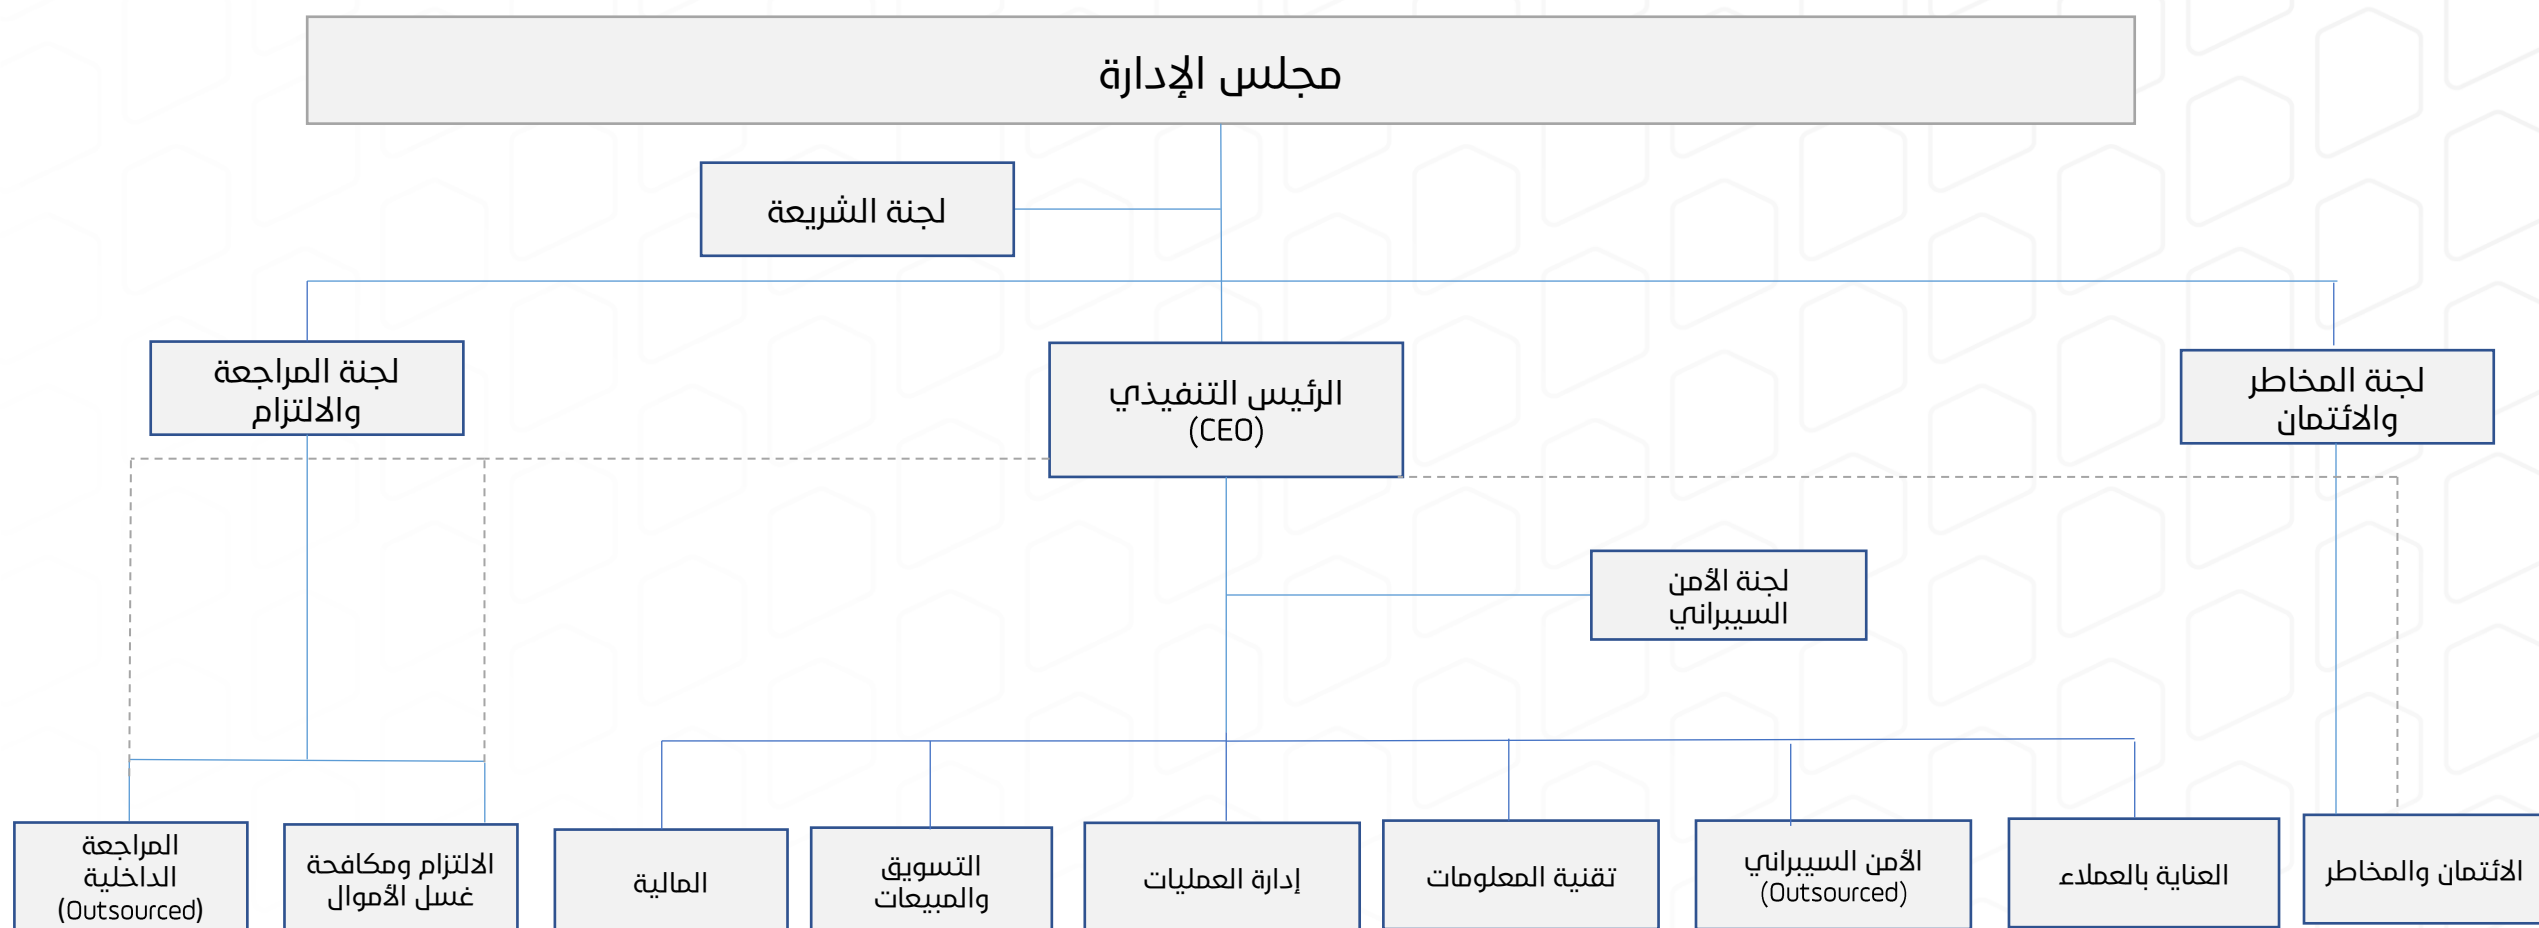 مجلس الإدارة
لجنة الشريعة
لجنة المخاطر
والائتمان
الرئيس التنفيذي
(CEO)
لجنة المراجعة
والالتزام
لجنة الأمن
السيبراني
الائتمان والمخاطر
العناية بالعملاء
الأمن السيبراني
(Outsourced)
تقنية المعلومات
إدارة العمليات
التسويق
والمبيعات
المالية
الالتزام ومكافحة
غسل الأموال
المراجعة
الداخلية
(Outsourced)